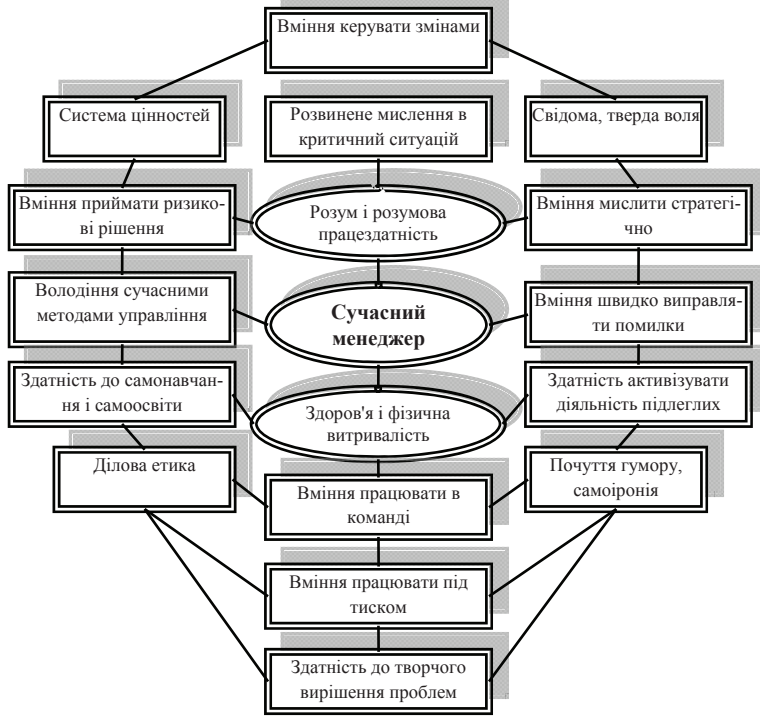 Вміння керувати змінами
Система цінностей
Розвинене мислення в
критичний ситуацій
Свідома, тверда воля
Вміння приймати ризико-
ві рішення
Розум і розумова
працездатність
Вміння мислити стратегі-
чно
Володіння сучасними
методами управління
Сучасний
менеджер
Вміння швидко виправля-
ти помилки
Здатність до самонавчан-
ня і самоосвіти
Здоров'я і фізична
витривалість
Здатність активізувати
діяльність підлеглих
Ділова етика
Вміння працювати в
команді
Почуття гумору,
самоіронія
Вміння працювати під
тиском
Здатність до творчого
вирішення проблем